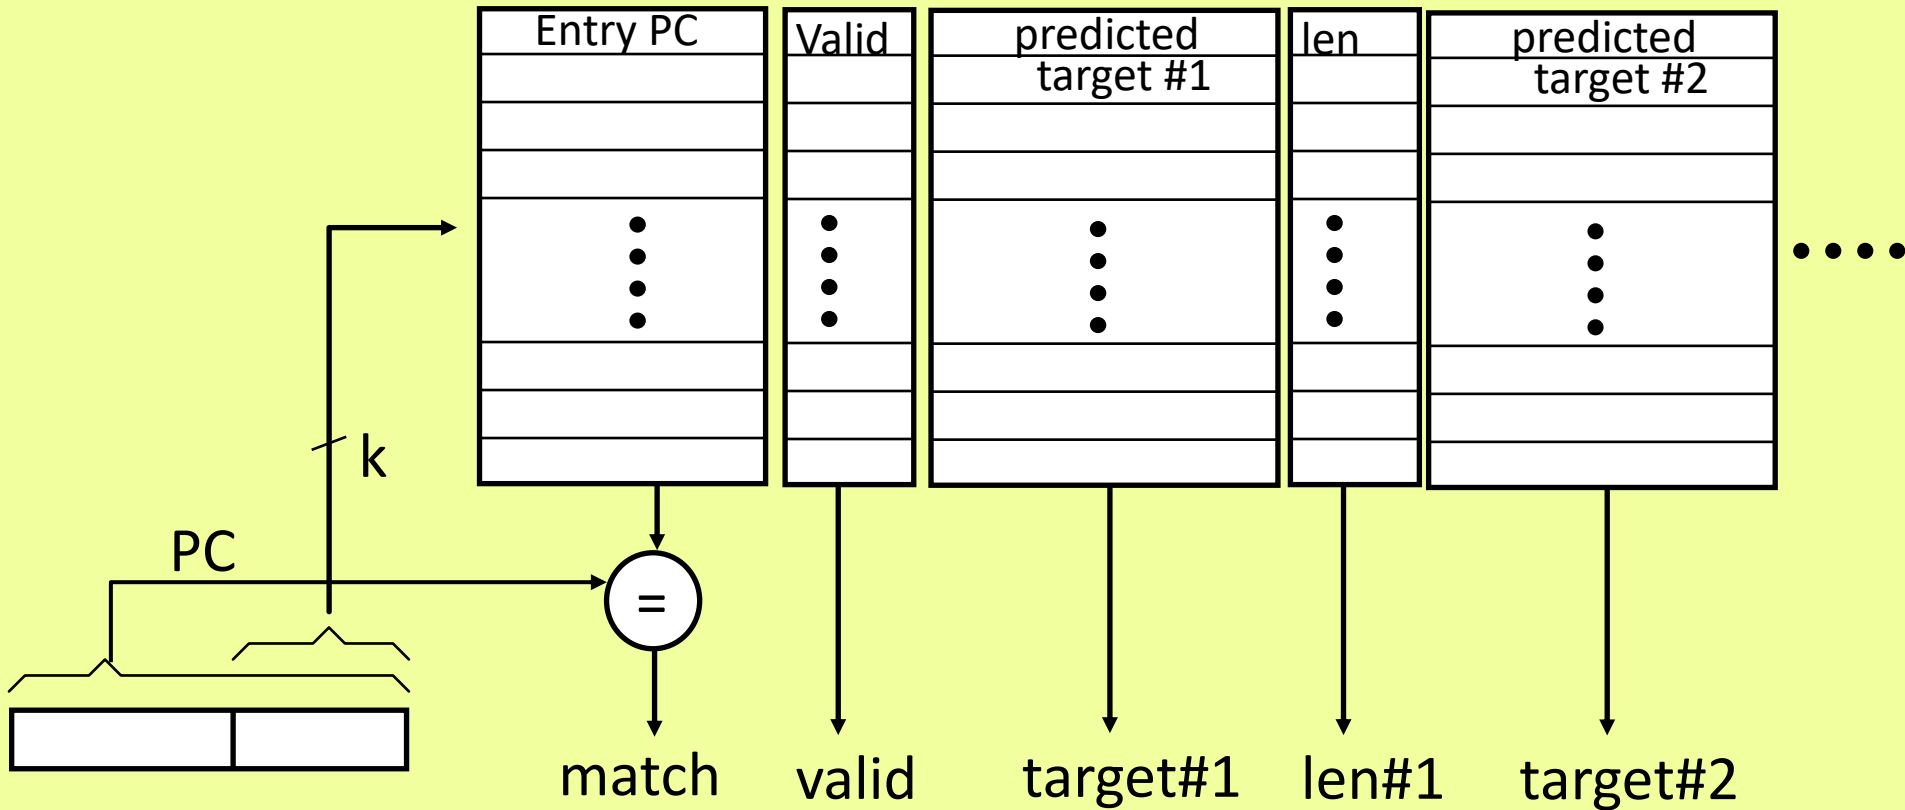 Entry PC
Valid
predicted
target #1
len
predicted
target #2
k
PC
=
match
valid
target#1
len#1
target#2